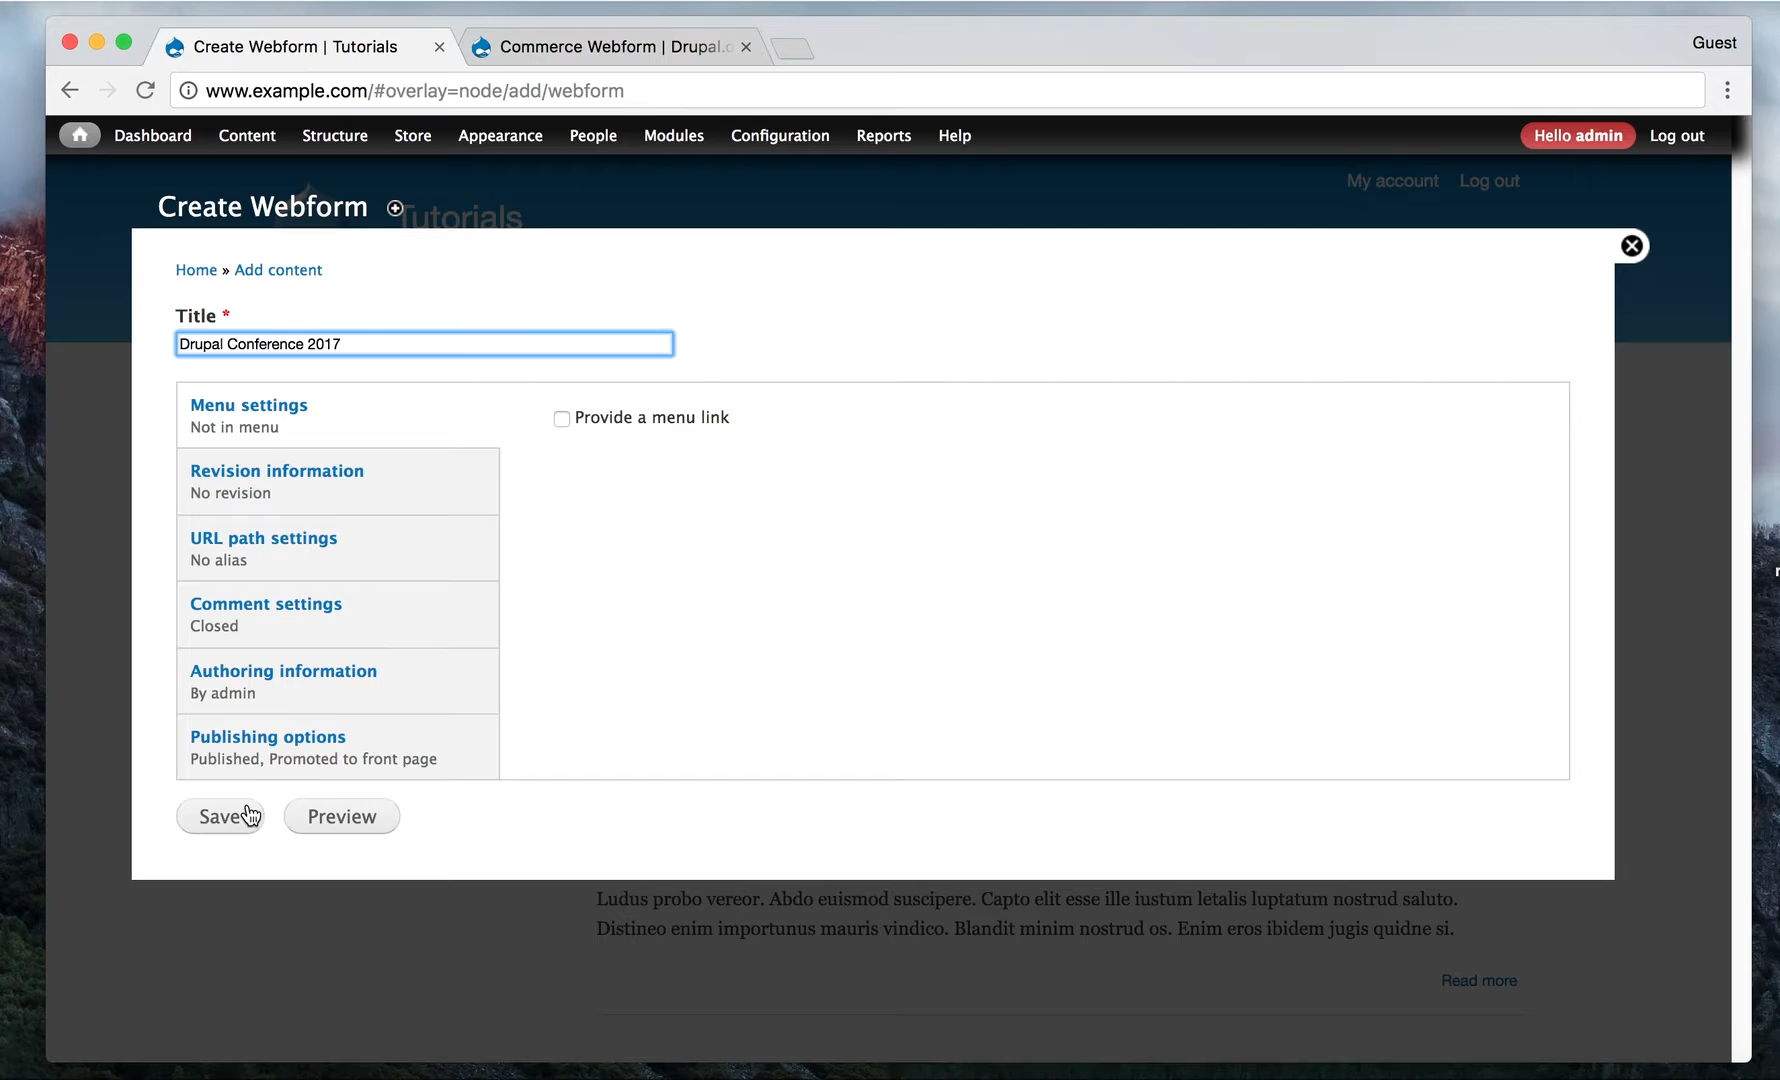 Create Webform | Tutorials
Commerce Webform | Drupal.o
Guest
www.example.com/#overlay=node/add/webform
Dashboard Content Structure Store Appearance People Modules Configuration Reports Help Hello admin Log out
My account Log out
Create Webform
Tutorials
Home » Add content
Title *
Drupal Conference 2017
Menu settings
Not in menu
Provide a menu link
Revision information
No revision
URL path settings
No alias
Comment settings
Closed
Authoring information
By admin
Publishing options
Published, Promoted to front page
Save Preview
Ludus probo vereor. Abdo euismod suscipere. Capto elit esse ille iustum letalis luptatum nostrud saluto.
Distineo enim importunus mauris vindico. Blandit minim nostrud os. Enim eros ibidem jugis quidne si.
Read more